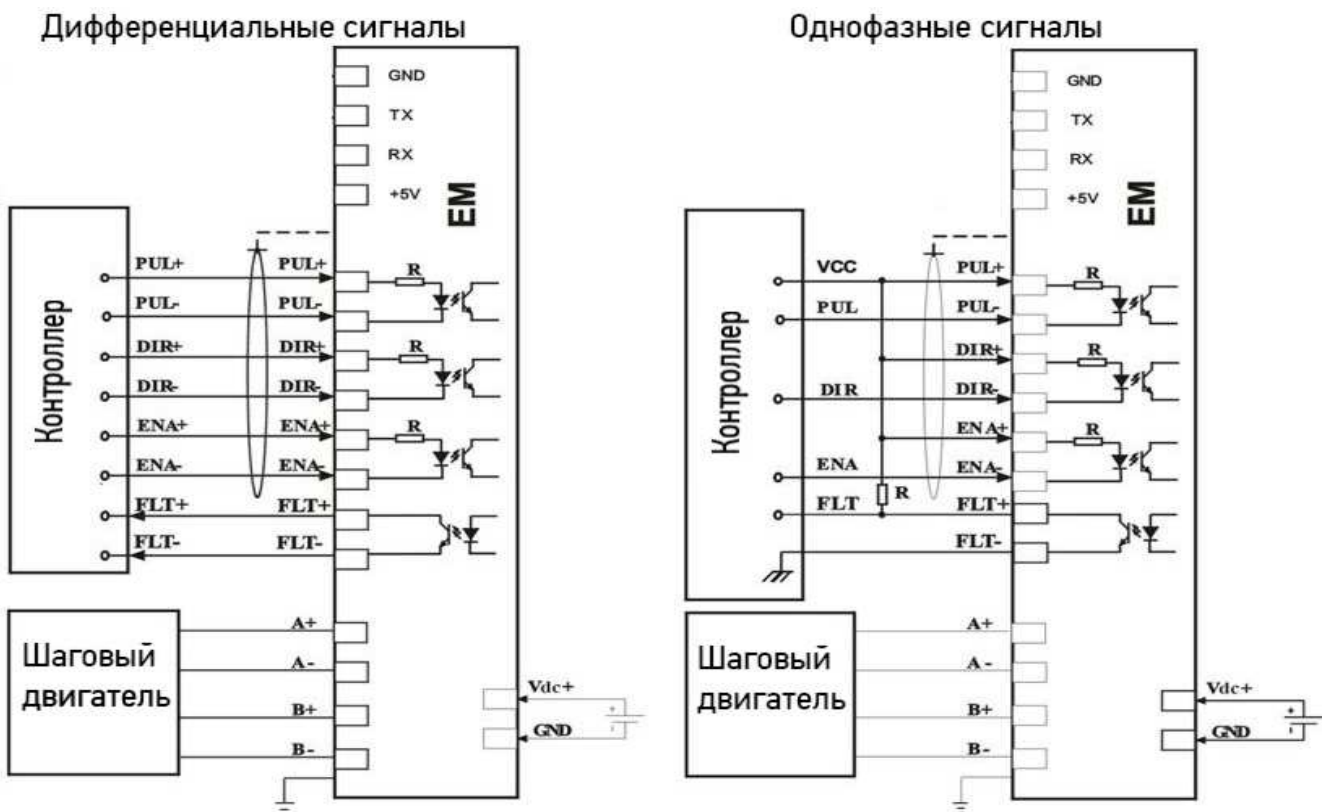 Дифференциальные сигналы
GND
TX
RX
+5V
EM
Контроллер
PUL+ PUL+ R
PUL- PUL-
DIR+ DIR+ R
DIR- DIR-
ENA+ ENA+ R
ENA- ENA-
FLT+ FLT+
FLT- FLT-
Шаговый
двигатель
A+
A-
B+
B-
Vdc+
+
-
GND
Однофазные сигналы
GND
TX
RX
+5V
EM
Контроллер
VCC PUL+ R
PUL PUL-
DIR+ R
DIR DIR-
ENA+ R
ENA ENA-
R
FLT FLT+
FLT-
Шаговый
двигатель
A+
A-
B+
B-
Vdc+
+
-
GND